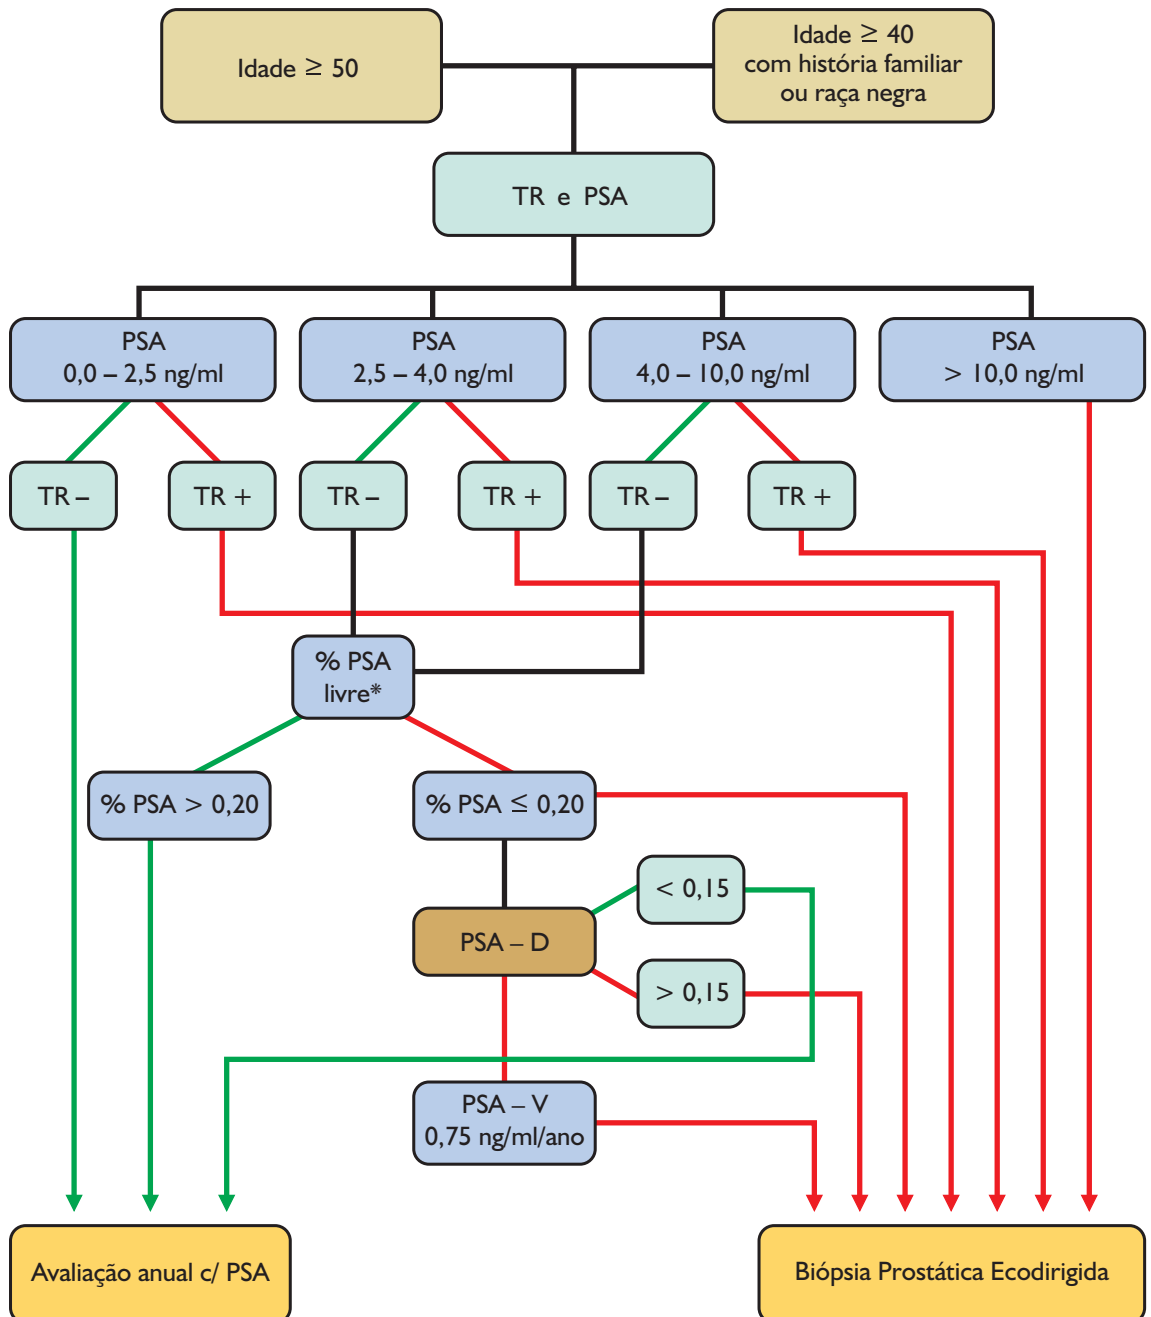 Idade ≥ 50
Idade ≥ 40
com história familiar
ou raça negra
TR e PSA
PSA
0,0 – 2,5 ng/ml
PSA
2,5 – 4,0 ng/ml
PSA
4,0 – 10,0 ng/ml
PSA
> 10,0 ng/ml
TR –
TR +
TR –
TR +
TR –
TR +
% PSA
livre*
% PSA > 0,20
% PSA ≤ 0,20
< 0,15
PSA – D
> 0,15
PSA – V
0,75 ng/ml/ano
Avaliação anual c/ PSA
Biópsia Prostática Ecodirigida